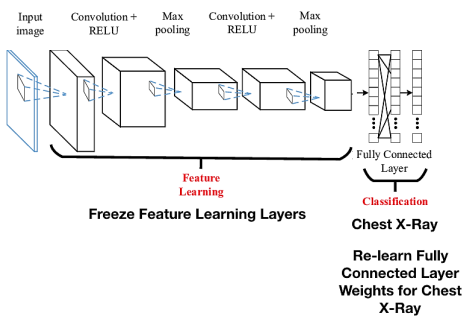 Input
image
Convolution +
RELU
Max
pooling
Convolution +
RELU
Max
pooling
Fully Connected
Layer
Feature
Learning
Classification
Freeze Feature Learning Layers
Chest X-Ray
Re-learn Fully
Connected Layer
Weights for Chest
X-Ray